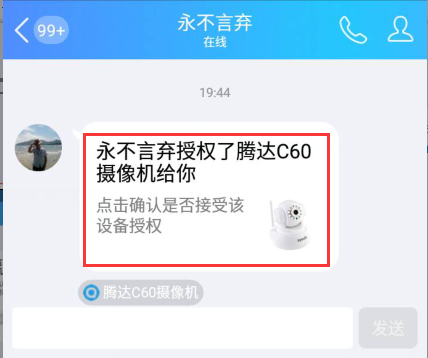 99+
永不言弃
在线
19:44
永不言弃授权了腾达C60
摄像机给你
点击确认是否接受该
设备授权
腾达C60摄像机
发送